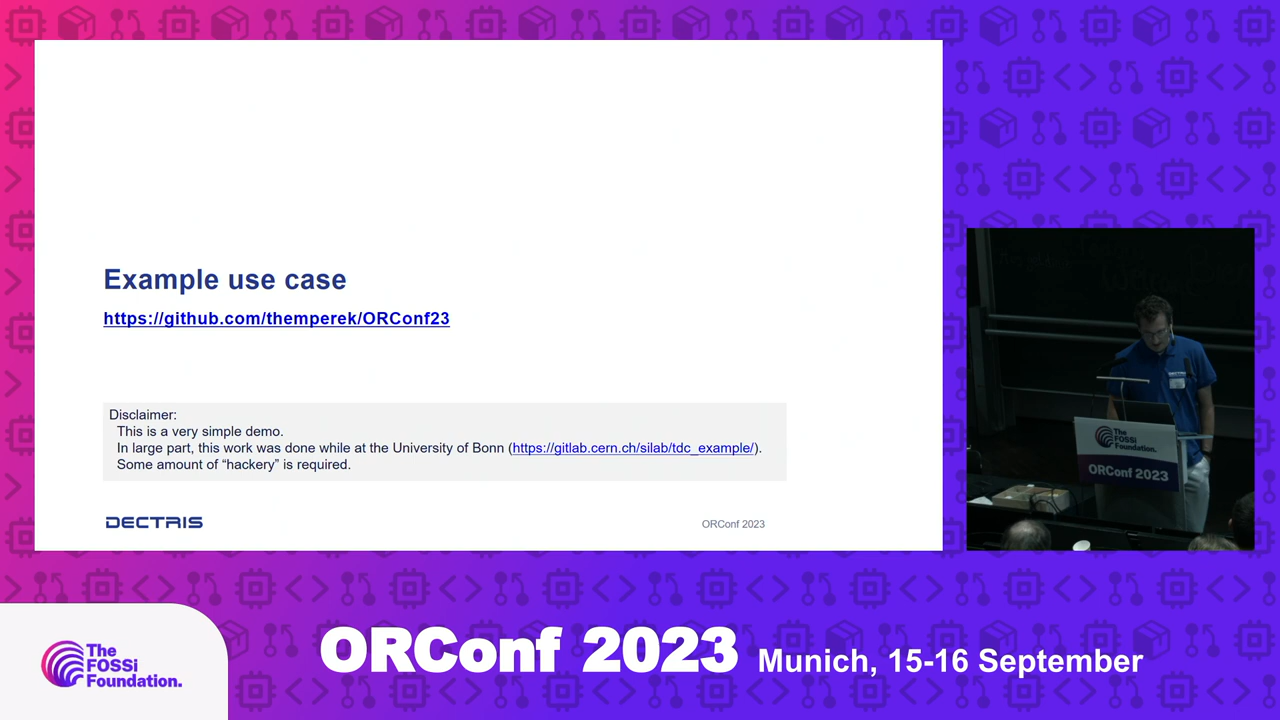 Example use case
https://github.com/themperek/ORConf23
Disclaimer:
This is a very simple demo.
In large part, this work was done while at the University of Bonn (https://gitlab.cern.ch/silab/tdc_example/).
Some amount of “hackery” is required.
DECTRIS
ORConf 2023
The
FOSSi
Foundation.
ORConf 2023
The
FOSSi
Foundation.
ORConf 2023 Munich, 15-16 September